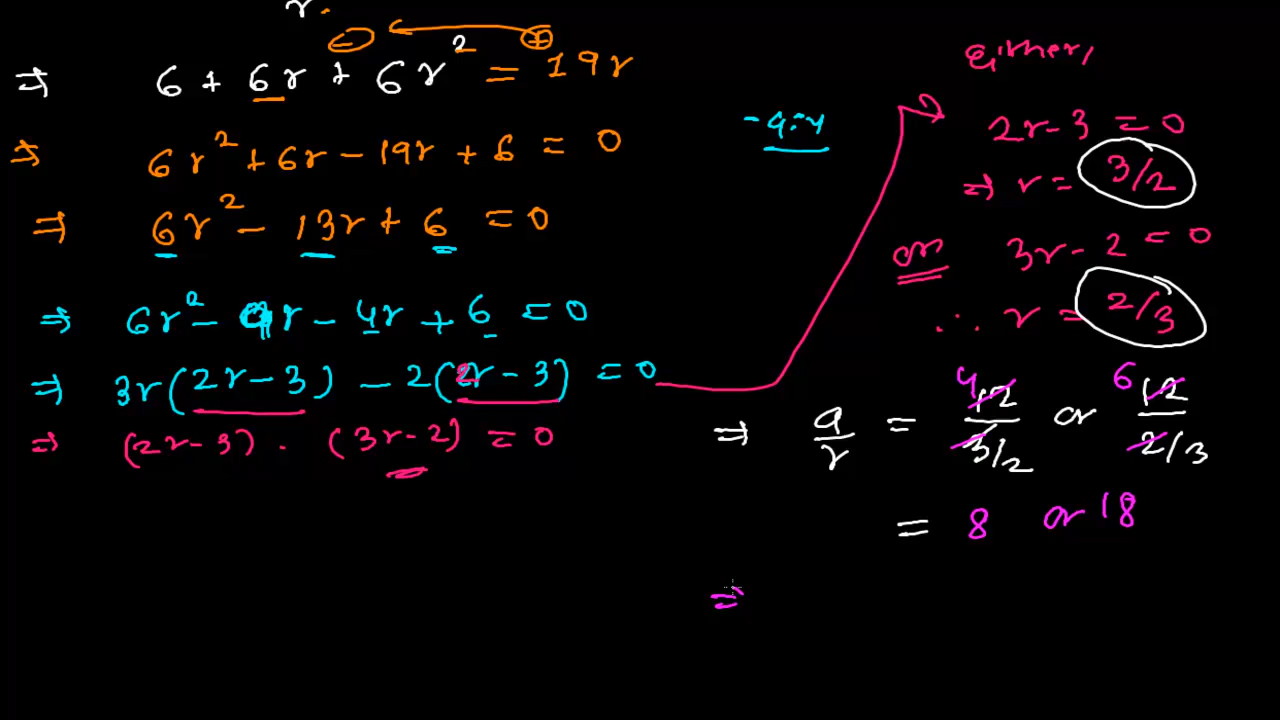 r.
⊖ ⊕
⇒ 6 + 6r + 6r² = 19r
⇒ 6r² + 6r - 19r + 6 = 0
⇒ 6r² - 13r + 6 = 0
⇒ 6r² - 9r - 4r + 6 = 0
⇒ 3r(2r-3) - 2(2r-3) = 0
⇒ (2r-3) · (3r-2) = 0
either,
2r-3 = 0
⇒ r = 3/2
or
3r-2 = 0
∴ r = 2/3
⇒ a/r = 12/3/2 or 12/2/3
4 6
= 8 or 18
⇒